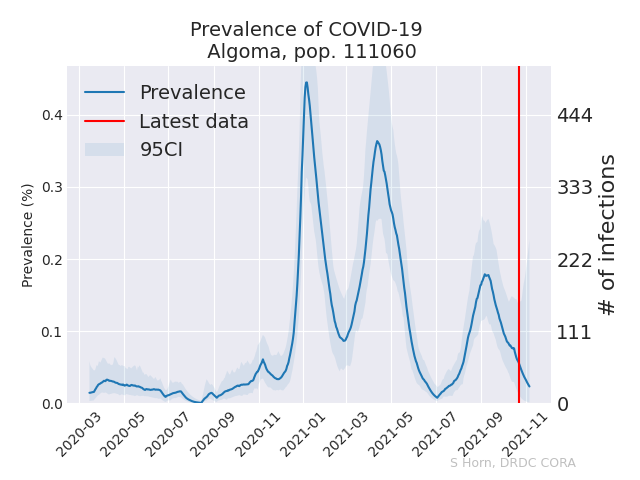 Prevalence of COVID-19
Algoma, pop. 111060
Prevalence
Latest data
95CI
Prevalence (%)
0.4
0.3
0.2
0.1
0.0
444
333
222
111
0
# of infections
2020-03
2020-05
2020-07
2020-09
2020-11
2021-01
2021-03
2021-05
2021-07
2021-09
2021-11
S Horn, DRDC CORA